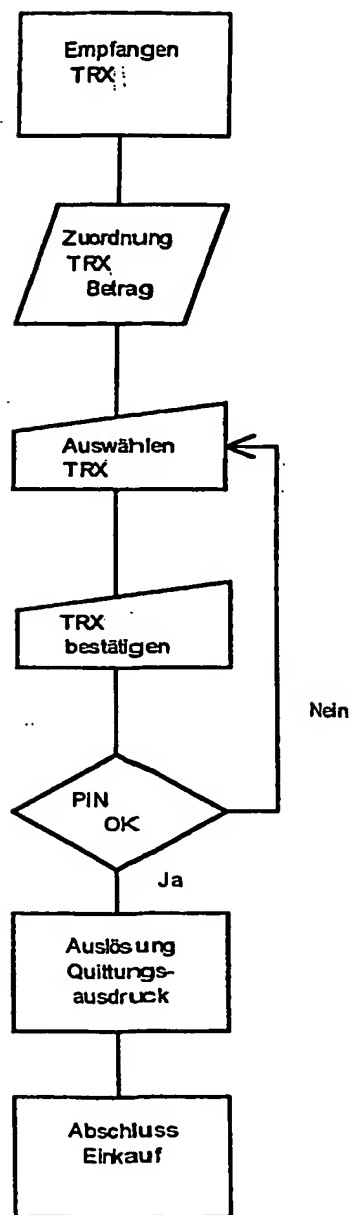 Empfangen
TRX
Zuordnung
TRX
Betrag
Auswählen
TRX
TRX
bestätigen
Nein
PIN
OK
Ja
Auslösung
Quittungs-
ausdruck
Abschluss
Einkauf